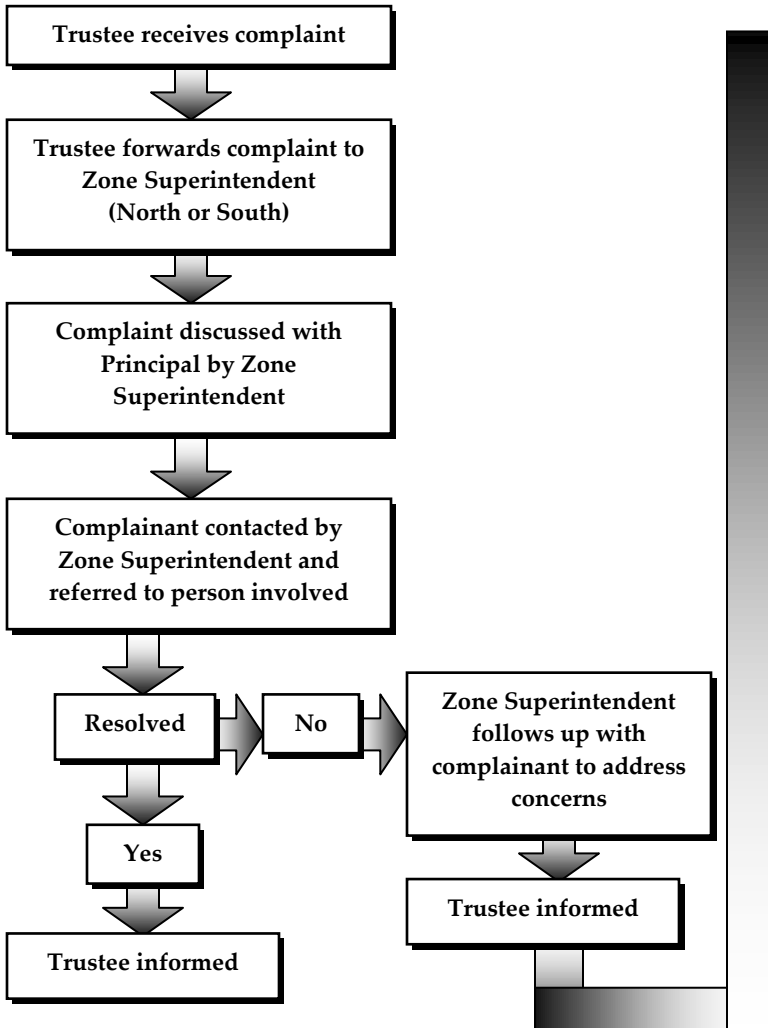 Trustee receives complaint
Trustee forwards complaint to
Zone Superintendent
(North or South)
Complaint discussed with
Principal by Zone
Superintendent
Complainant contacted by
Zone Superintendent and
referred to person involved
Resolved
No
Zone Superintendent
follows up with
complainant to address
concerns
Yes
Trustee informed
Trustee informed